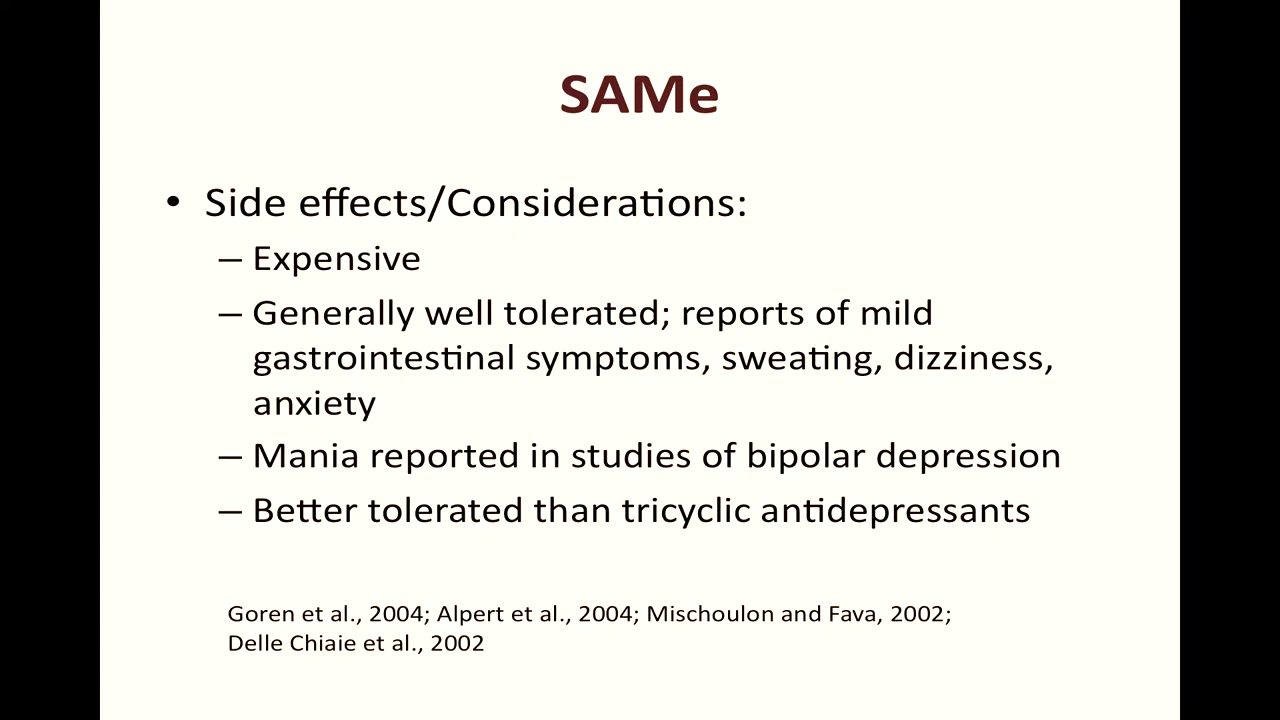 SAMe
• Side effects/Considerations:
– Expensive
– Generally well tolerated; reports of mild
gastrointestinal symptoms, sweating, dizziness,
anxiety
– Mania reported in studies of bipolar depression
– Better tolerated than tricyclic antidepressants
Goren et al., 2004; Alpert et al., 2004; Mischoulon and Fava, 2002;
Delle Chiaie et al., 2002